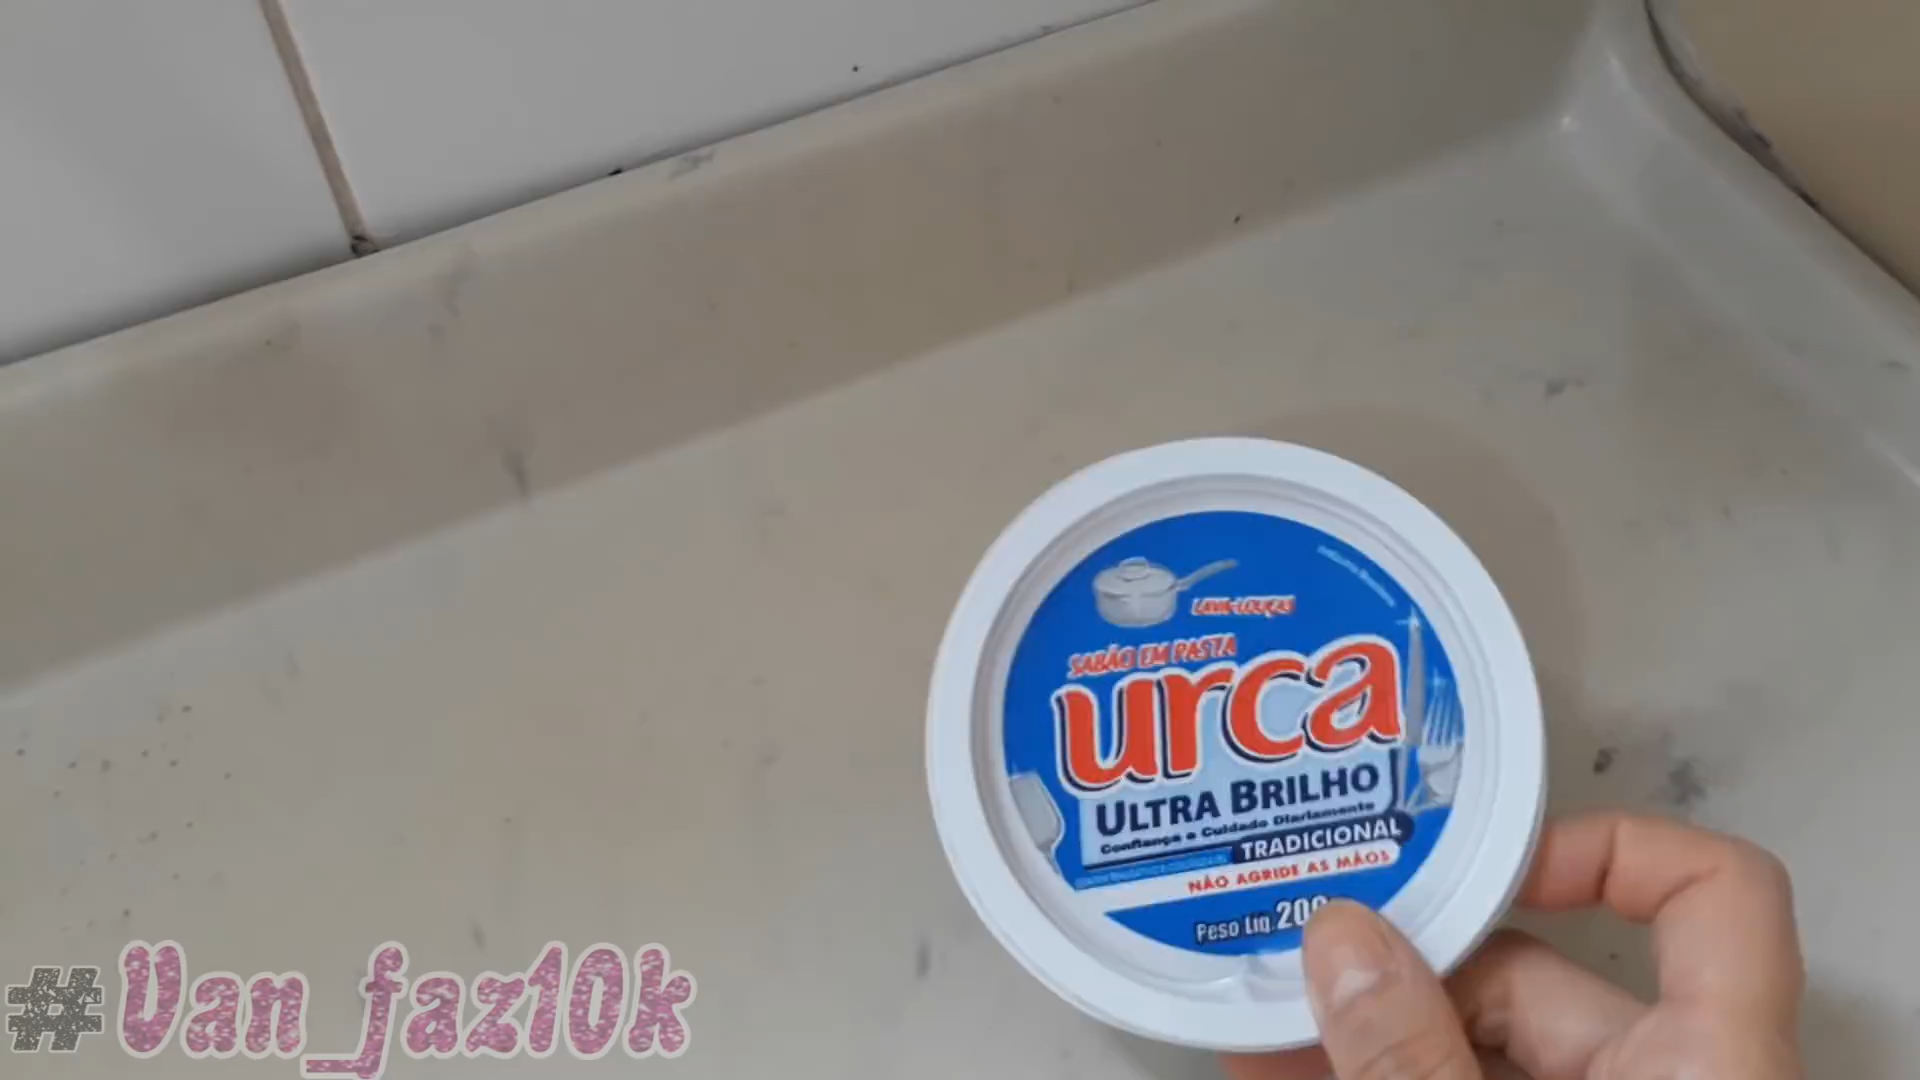 LAVA-LOUÇAS
SABÃO EM PASTA
urca
ULTRA BRILHO
Confiança e Cuidado Diariamente
TRADICIONAL
NÃO AGRIDE AS MÃOS
Peso Líq. 200
#Van_faz10k